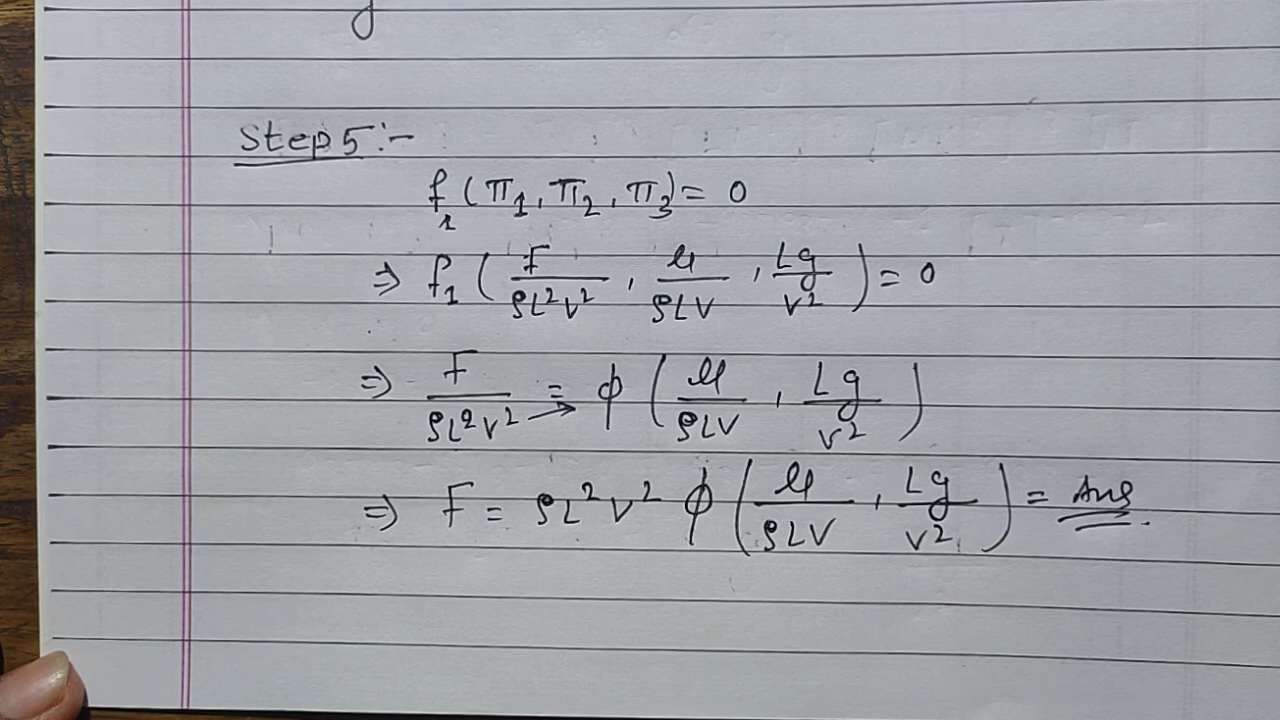 Step 5 :-
f₁ (π₁, π₂, π₃) = 0
⇒ f₁ ( F/ρL²V² , μ/ρLV , Lg/V² ) = 0
⇒ F/ρL²V² = → φ ( μ/ρLV , Lg/V² )
⇒ F = ρL²V² φ ( μ/ρLV , Lg/V² ) = Ans.